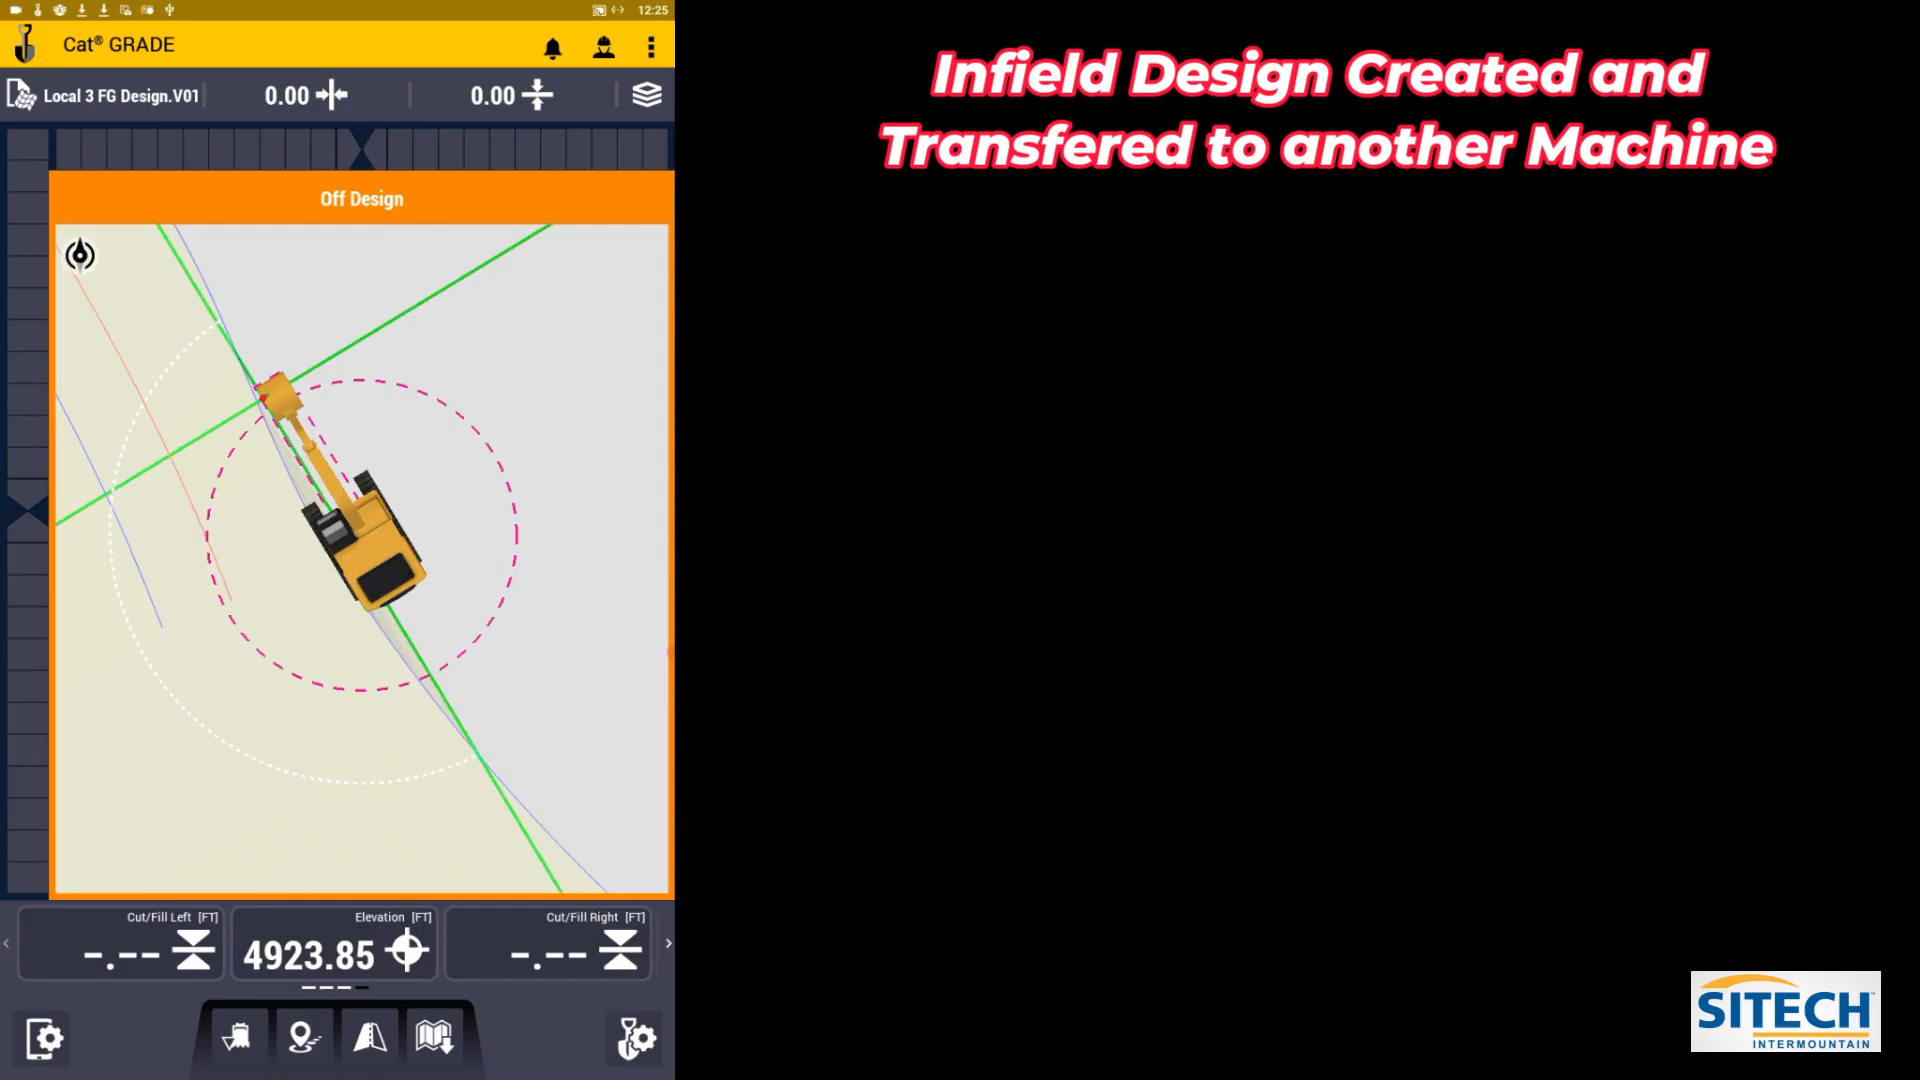 12:25
Cat® GRADE
Local 3 FG Design.V01
0.00
0.00
Off Design
Cut/Fill Left [FT]
-.--
Elevation [FT]
4923.85
Cut/Fill Right [FT]
-.--
Infield Design Created and
Transfered to another Machine
SITECH™
INTERMOUNTAIN